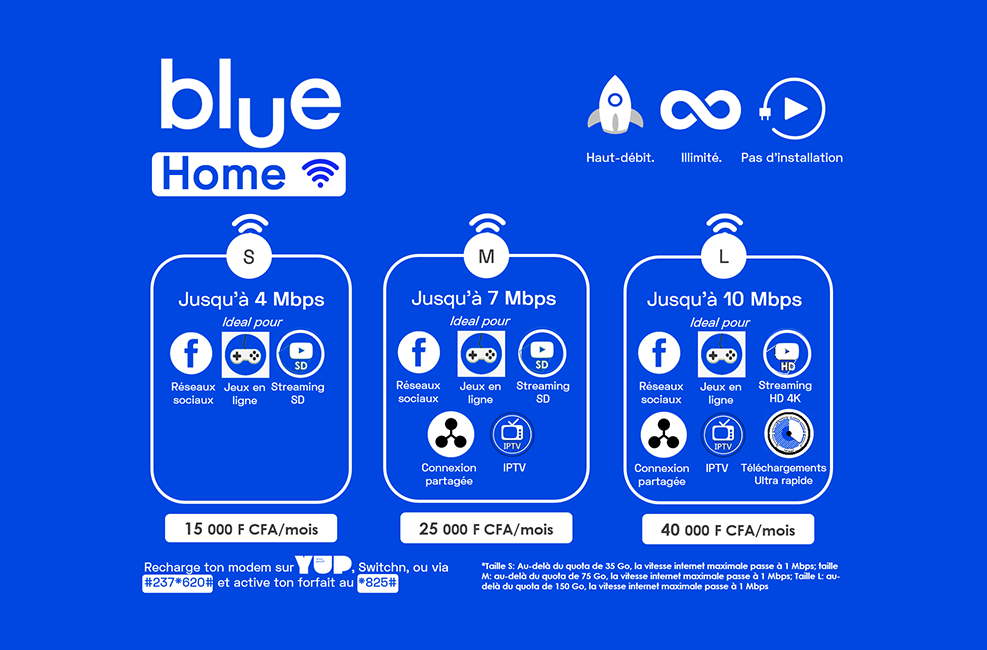 blue
Home
Haut-débit. Illimité. Pas d'installation
S
Jusqu'à 4 Mbps
Ideal pour
SD
Réseaux sociaux
Jeux en ligne
Streaming SD
15 000 F CFA/mois
M
Jusqu'à 7 Mbps
Ideal pour
SD
Réseaux sociaux
Jeux en ligne
Streaming SD
IPTV
Connexion partagée
IPTV
25 000 F CFA/mois
L
Jusqu'à 10 Mbps
Ideal pour
HD
Réseaux sociaux
Jeux en ligne
Streaming HD 4K
IPTV
Connexion partagée
IPTV
Téléchargements Ultra rapide
40 000 F CFA/mois
Recharge ton modem sur YUP, Switchn, ou via
#237*620# et active ton forfait au *825#
*Taille S: Au-delà du quota de 35 Go, la vitesse internet maximale passe à 1 Mbps; taille
M: au-delà du quota de 75 Go, la vitesse internet maximale passe à 1 Mbps; Taille L: au-
delà du quota de 150 Go, la vitesse internet maximale passe à 1 Mbps